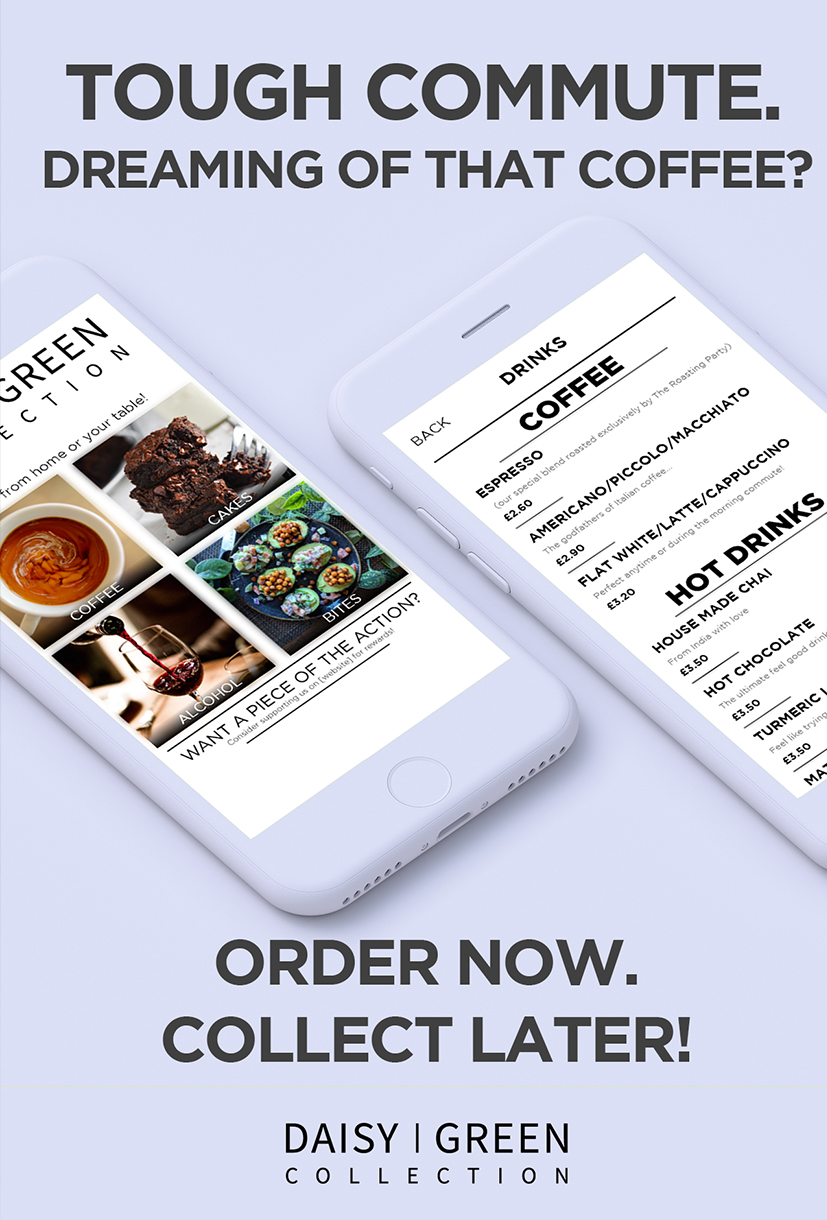 TOUGH COMMUTE.
DREAMING OF THAT COFFEE?
GREEN
ECTION
from home or your table!
CAKES
COFFEE
BITES
ALCOHOL
WANT A PIECE OF THE ACTION?
Consider supporting us on [website] for rewards!
DRINKS
BACK
COFFEE
ESPRESSO
(our special blend roasted exclusively by The Roasting Party)
£2.60
AMERICANO/PICCOLO/MACCHIATO
The godfathers of Italian coffee...
£2.90
FLAT WHITE/LATTE/CAPPUCCINO
Perfect anytime or during the morning commute!
£3.20
HOT DRINKS
HOUSE MADE CHAI
From India with love
£3.50
HOT CHOCOLATE
The ultimate feel good drink
£3.50
TURMERIC |
Feel like trying
£3.50
MAT
ORDER NOW.
COLLECT LATER!
DAISY | GREEN
COLLECTION